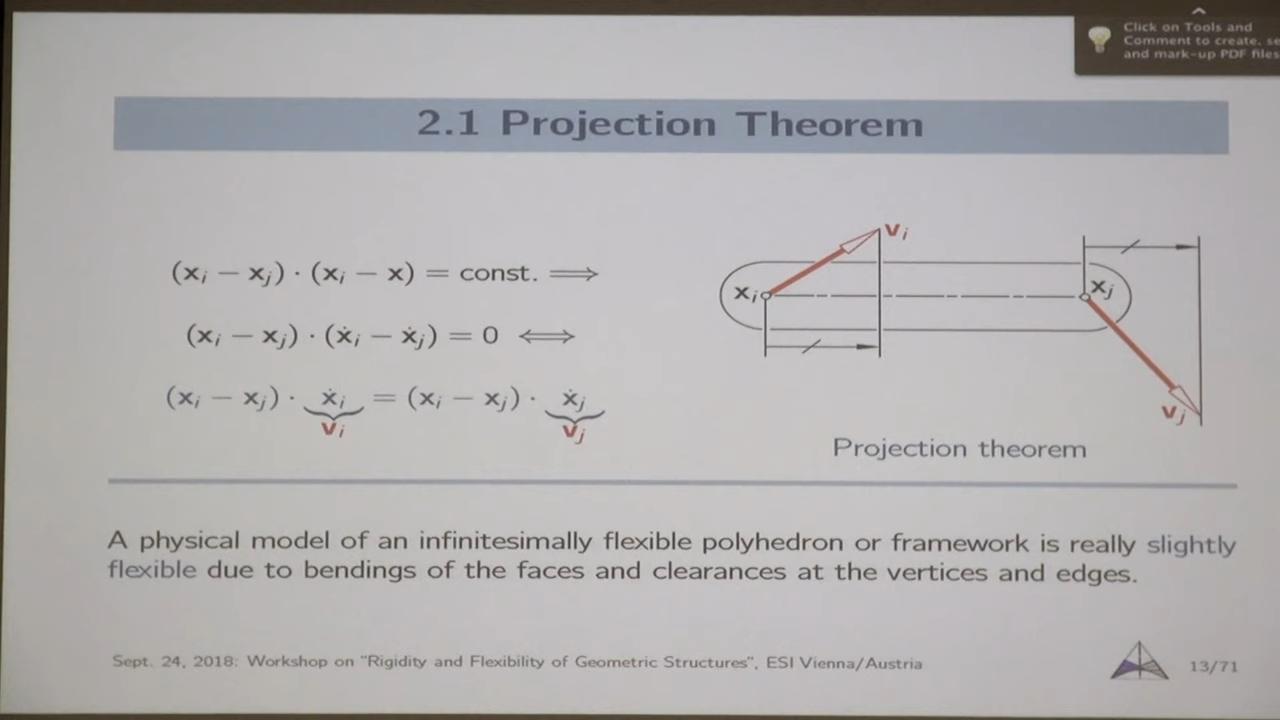 Click on Tools and
Comment to create, se
and mark-up PDF files
2.1 Projection Theorem
(xᵢ − xⱼ) · (xᵢ − x) = const. ⟹
(xᵢ − xⱼ) · (ẋᵢ − ẋⱼ) = 0 ⟺
(xᵢ − xⱼ) · ẋᵢ = (xᵢ − xⱼ) · ẋⱼ
vᵢ vⱼ
vᵢ
xᵢ xⱼ
vⱼ
Projection theorem
A physical model of an infinitesimally flexible polyhedron or framework is really slightly
flexible due to bendings of the faces and clearances at the vertices and edges.
Sept. 24, 2018: Workshop on "Rigidity and Flexibility of Geometric Structures", ESI Vienna/Austria
13/71